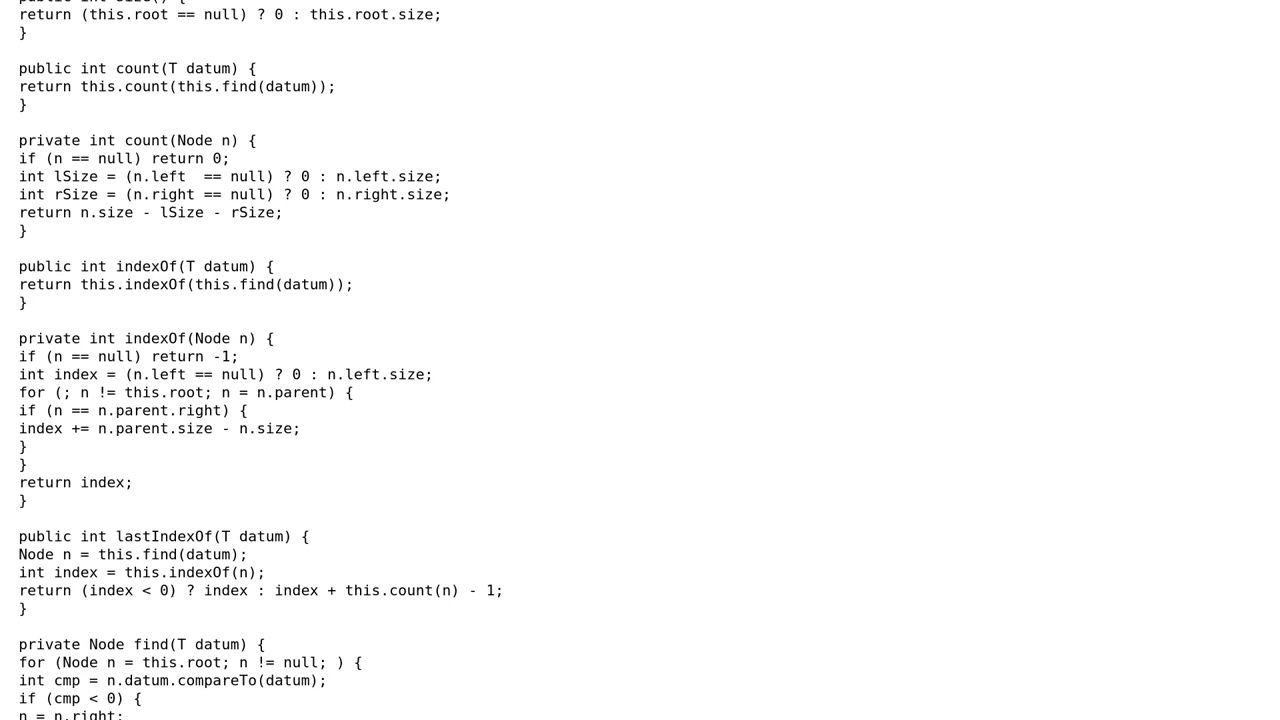 public int size() {
return (this.root == null) ? 0 : this.root.size;
}

public int count(T datum) {
return this.count(this.find(datum));
}

private int count(Node n) {
if (n == null) return 0;
int lSize = (n.left  == null) ? 0 : n.left.size;
int rSize = (n.right == null) ? 0 : n.right.size;
return n.size - lSize - rSize;
}

public int indexOf(T datum) {
return this.indexOf(this.find(datum));
}

private int indexOf(Node n) {
if (n == null) return -1;
int index = (n.left == null) ? 0 : n.left.size;
for (; n != this.root; n = n.parent) {
if (n == n.parent.right) {
index += n.parent.size - n.size;
}
}
return index;
}

public int lastIndexOf(T datum) {
Node n = this.find(datum);
int index = this.indexOf(n);
return (index < 0) ? index : index + this.count(n) - 1;
}

private Node find(T datum) {
for (Node n = this.root; n != null; ) {
int cmp = n.datum.compareTo(datum);
if (cmp < 0) {
n = n.right;